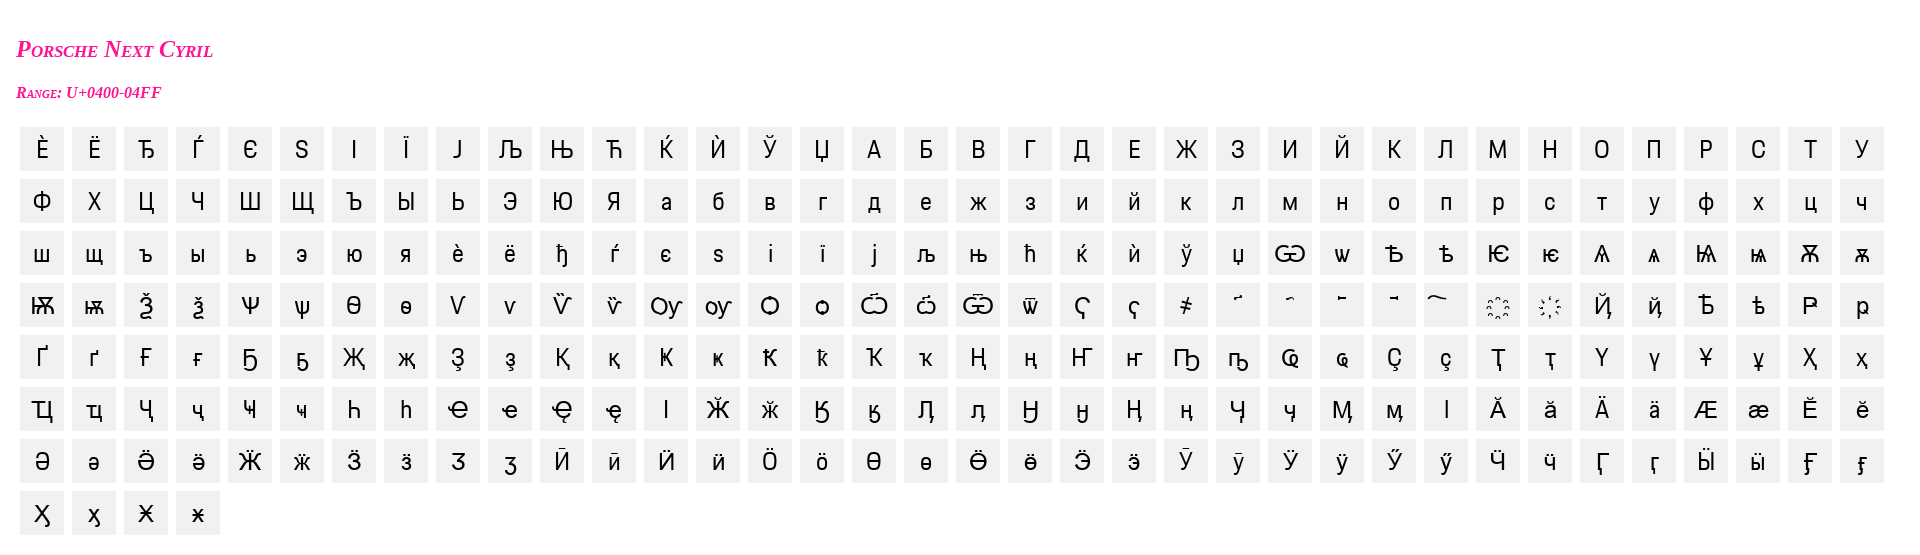 Porsche Next Cyril
Range: U+0400-04FF
Ѐ Ё Ђ Ѓ Є Ѕ І Ї Ј Љ Њ Ћ Ќ Ѝ Ў Џ А Б В Г Д Е Ж З И Й К Л М Н О П Р С Т У
Ф Х Ц Ч Ш Щ Ъ Ы Ь Э Ю Я а б в г д е ж з и й к л м н о п р с т у ф х ц ч
ш щ ъ ы ь э ю я ѐ ё ђ ѓ є ѕ і ї ј љ њ ћ ќ ѝ ў џ Ѡ ѡ Ѣ ѣ Ѥ ѥ Ѧ ѧ Ѩ ѩ Ѫ ѫ
Ѭ ѭ Ѯ ѯ Ѱ ѱ Ѳ ѳ Ѵ ѵ Ѷ ѷ Ѹ ѹ Ѻ ѻ Ѽ ѽ Ѿ ѿ Ҁ ҁ ҂ ҃ ҄ ҅ ҆ ҇ ҈ ҉ Ҋ ҋ Ҍ ҍ Ҏ ҏ
Ґ ґ Ғ ғ Ҕ ҕ Җ җ Ҙ ҙ Қ қ Ҝ ҝ Ҟ ҟ Ҡ ҡ Ң ң Ҥ ҥ Ҧ ҧ Ҩ ҩ Ҫ ҫ Ҭ ҭ Ү ү Ұ ұ Ҳ ҳ
Ҵ ҵ Ҷ ҷ Ҹ ҹ Һ һ Ҽ ҽ Ҿ ҿ Ӏ Ӂ ӂ Ӄ ӄ Ӆ ӆ Ӈ ӈ Ӊ ӊ Ӌ ӌ Ӎ ӎ ӏ Ӑ ӑ Ӓ ӓ Ӕ ӕ Ӗ ӗ
Ә ә Ӛ ӛ Ӝ ӝ Ӟ ӟ Ӡ ӡ Ӣ ӣ Ӥ ӥ Ӧ ӧ Ө ө Ӫ ӫ Ӭ ӭ Ӯ ӯ Ӱ ӱ Ӳ ӳ Ӵ ӵ Ӷ ӷ Ӹ ӹ Ӻ ӻ
Ӽ ӽ Ӿ ӿ